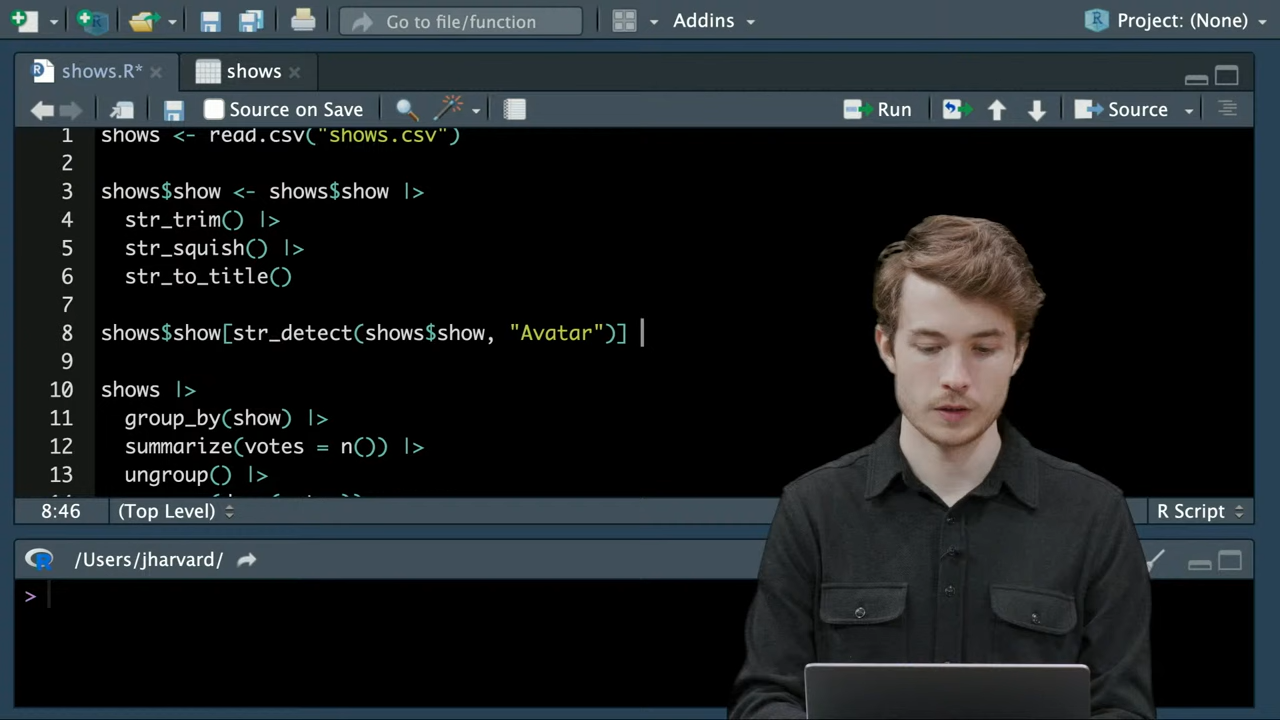 Go to file/function
Addins
Project: (None)
shows.R*
shows
Source on Save
Run
Source
1 shows <- read.csv("shows.csv")
2
3 shows$show <- shows$show |>
4 str_trim() |>
5 str_squish() |>
6 str_to_title()
7
8 shows$show[str_detect(shows$show, "Avatar")]
9
10 shows |>
11 group_by(show) |>
12 summarize(votes = n()) |>
13 ungroup() |>
8:46
(Top Level)
R Script
/Users/jharvard/
>